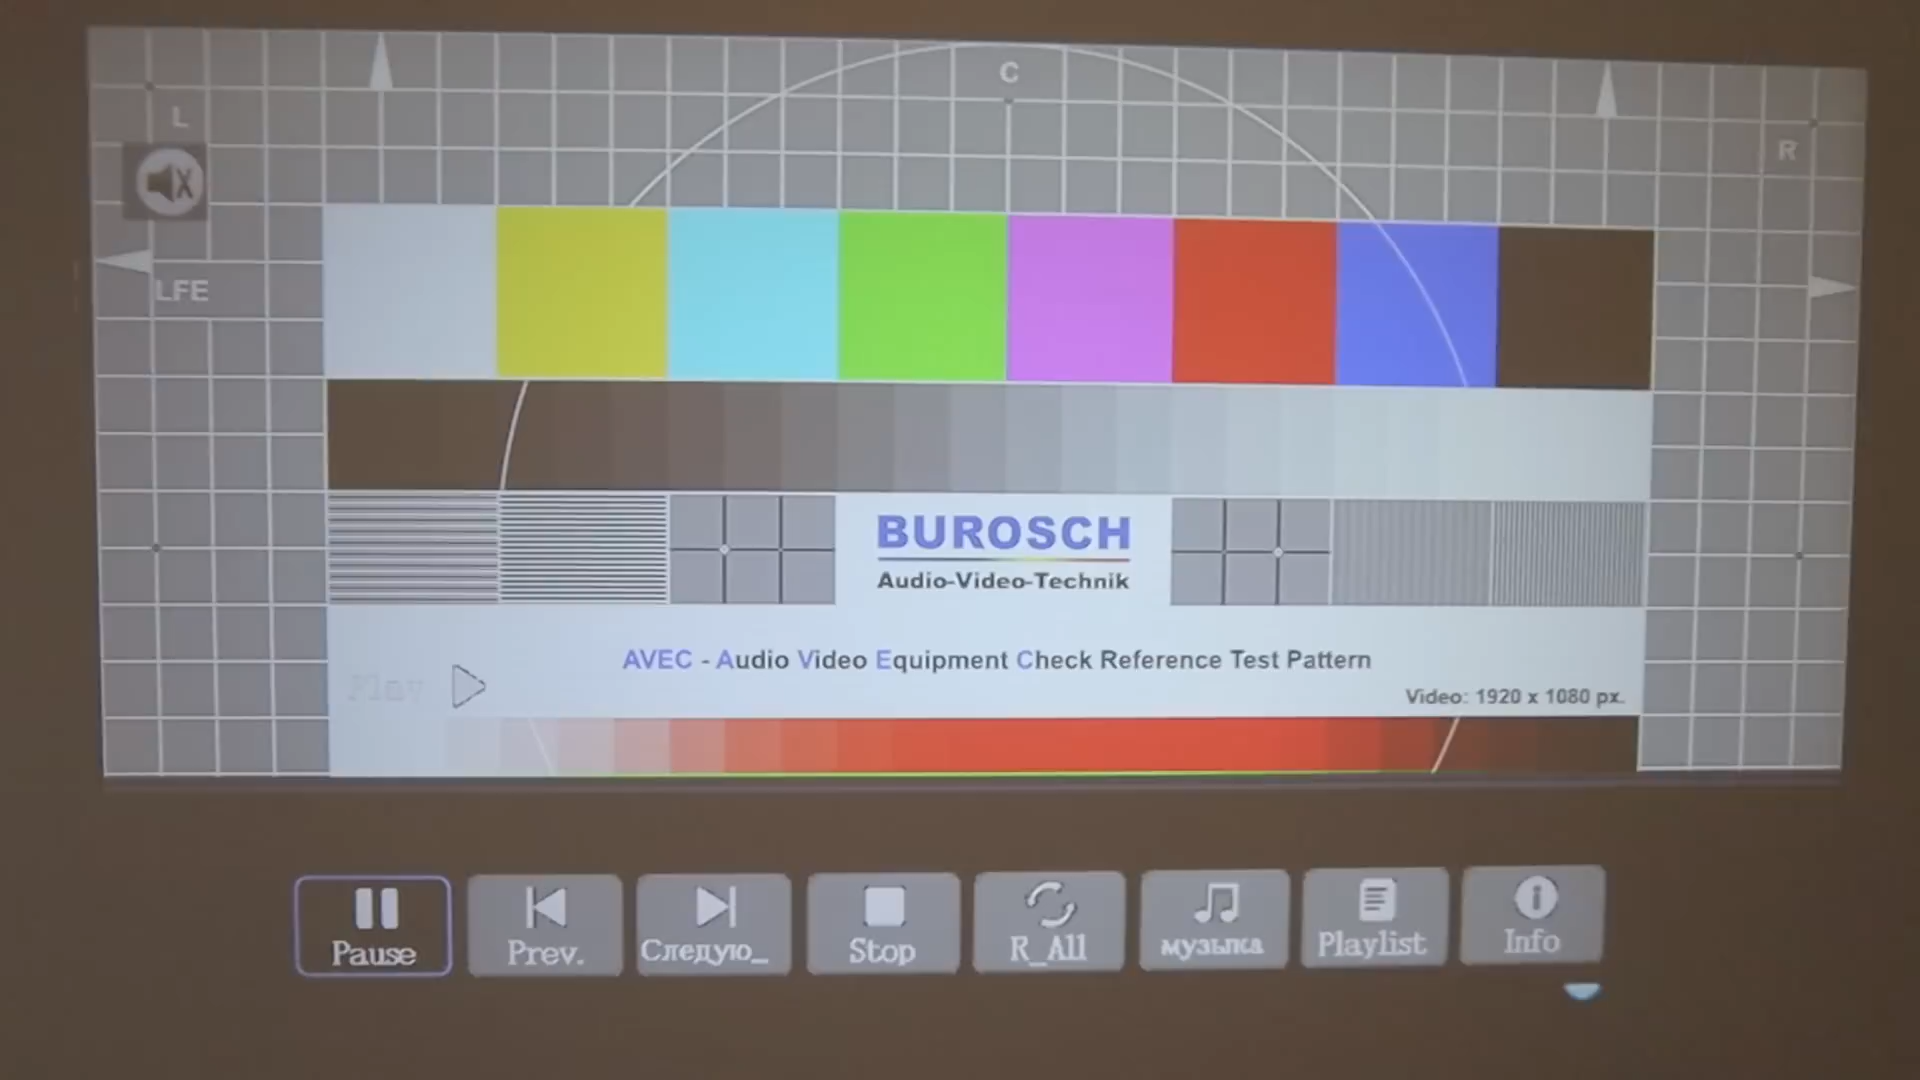 C
L
R
LFE
BUROSCH
Audio-Video-Technik
AVEC - Audio Video Equipment Check Reference Test Pattern
Play
Video: 1920 x 1080 px.
Pause
Prev.
Следую_
Stop
R_All
музыка
Playlist
Info